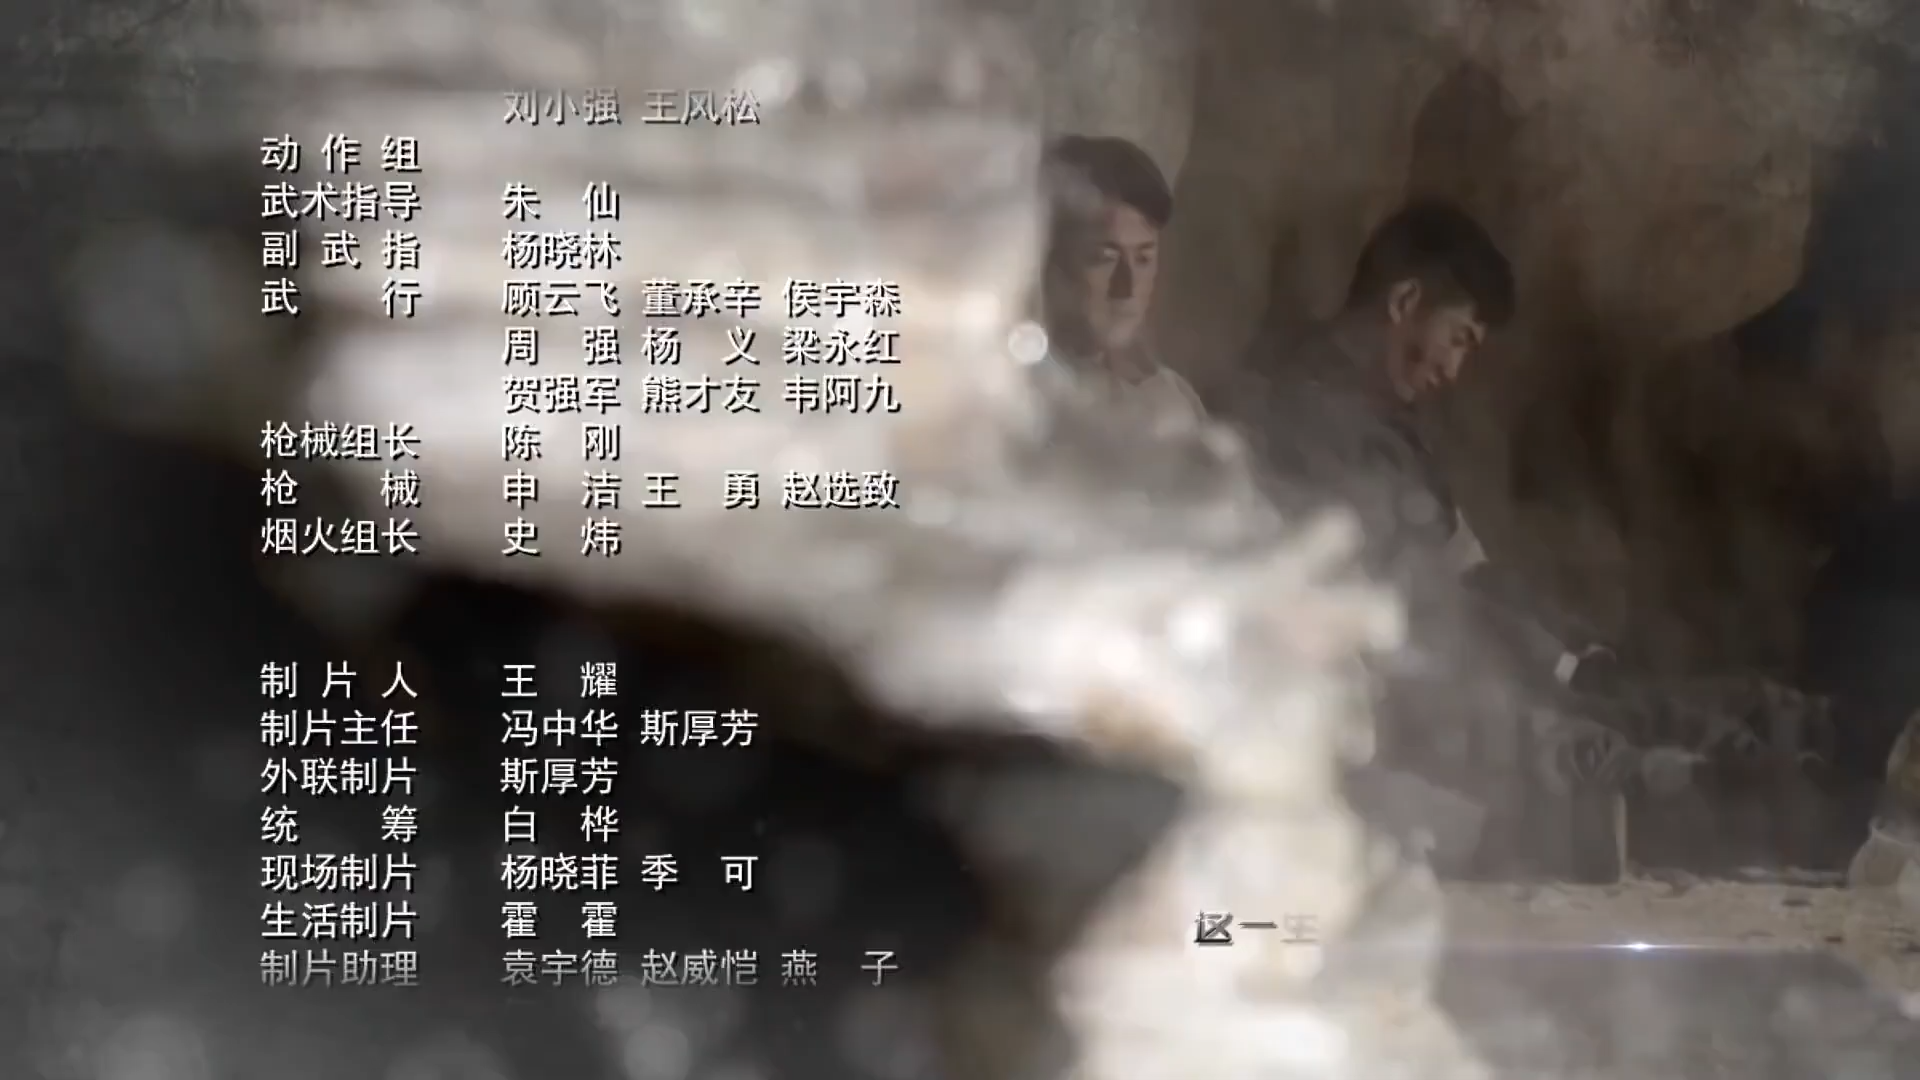 刘小强 王风松
动作组
武术指导 朱仙
副武指 杨晓林
武行 顾云飞 董承辛 侯宇森
周强 杨义 梁永红
贺强军 熊才友 韦阿九
枪械组长 陈刚
枪械 申洁 王勇 赵选致
烟火组长 史炜
制片人 王耀
制片主任 冯中华 斯厚芳
外联制片 斯厚芳
统筹 白桦
现场制片 杨晓菲 季可
生活制片 霍霍
制片助理 袁宇德 赵威恺 燕子
这一生